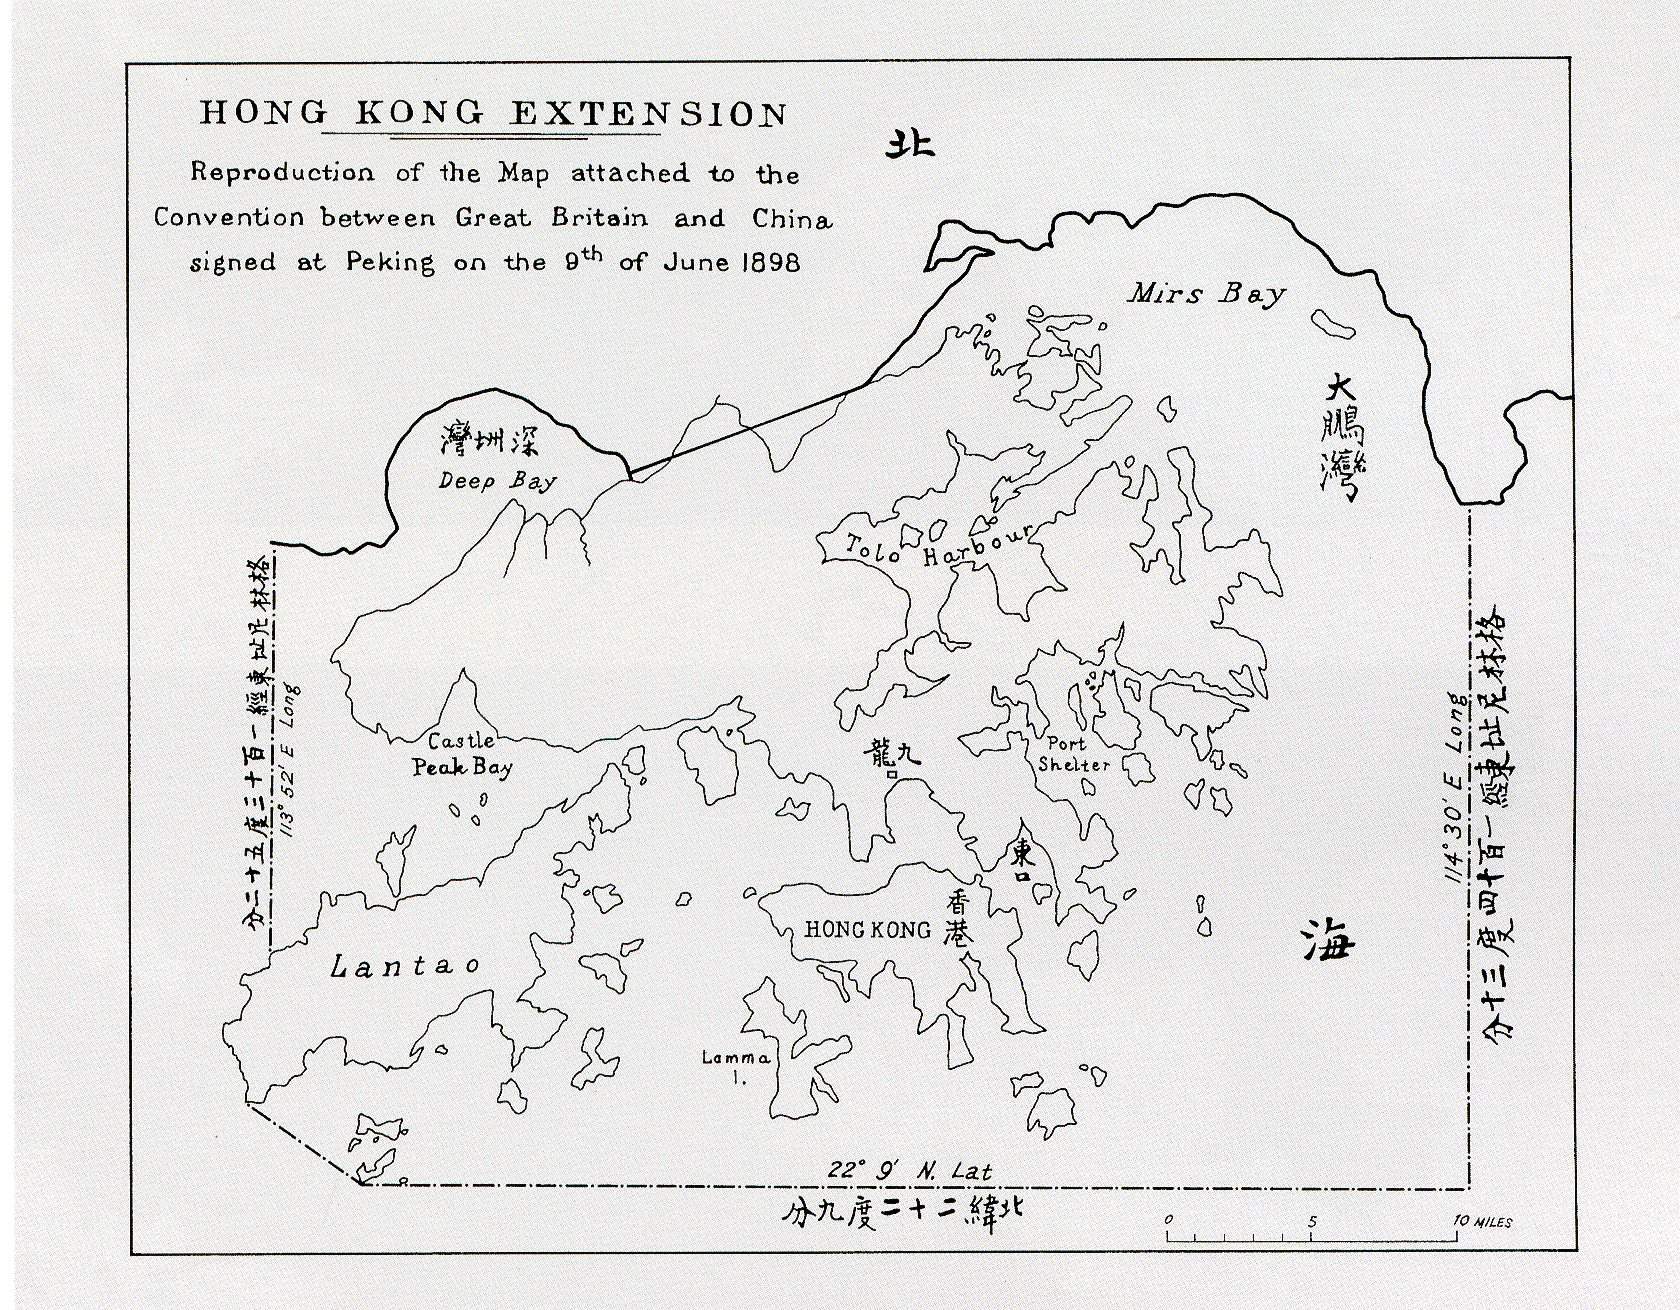 HONG KONG EXTENSION
Reproduction of the Map attached to the
Convention between Great Britain and China
signed at Peking on the 9th of June 1898
北
Mirs Bay
大鵬灣
深圳灣
Deep Bay
Tolo Harbour
格林尼址東經一百十三度五十二分
113° 52' E Long
Castle
Peak Bay
九龍
Port
Shelter
東
香港
HONG KONG
Lantao
Lamma
I.
海
114° 30' E Long
格林尼址東經一百十四度三十分
22° 9' N. Lat
北緯二十二度九分
0 5 10 MILES